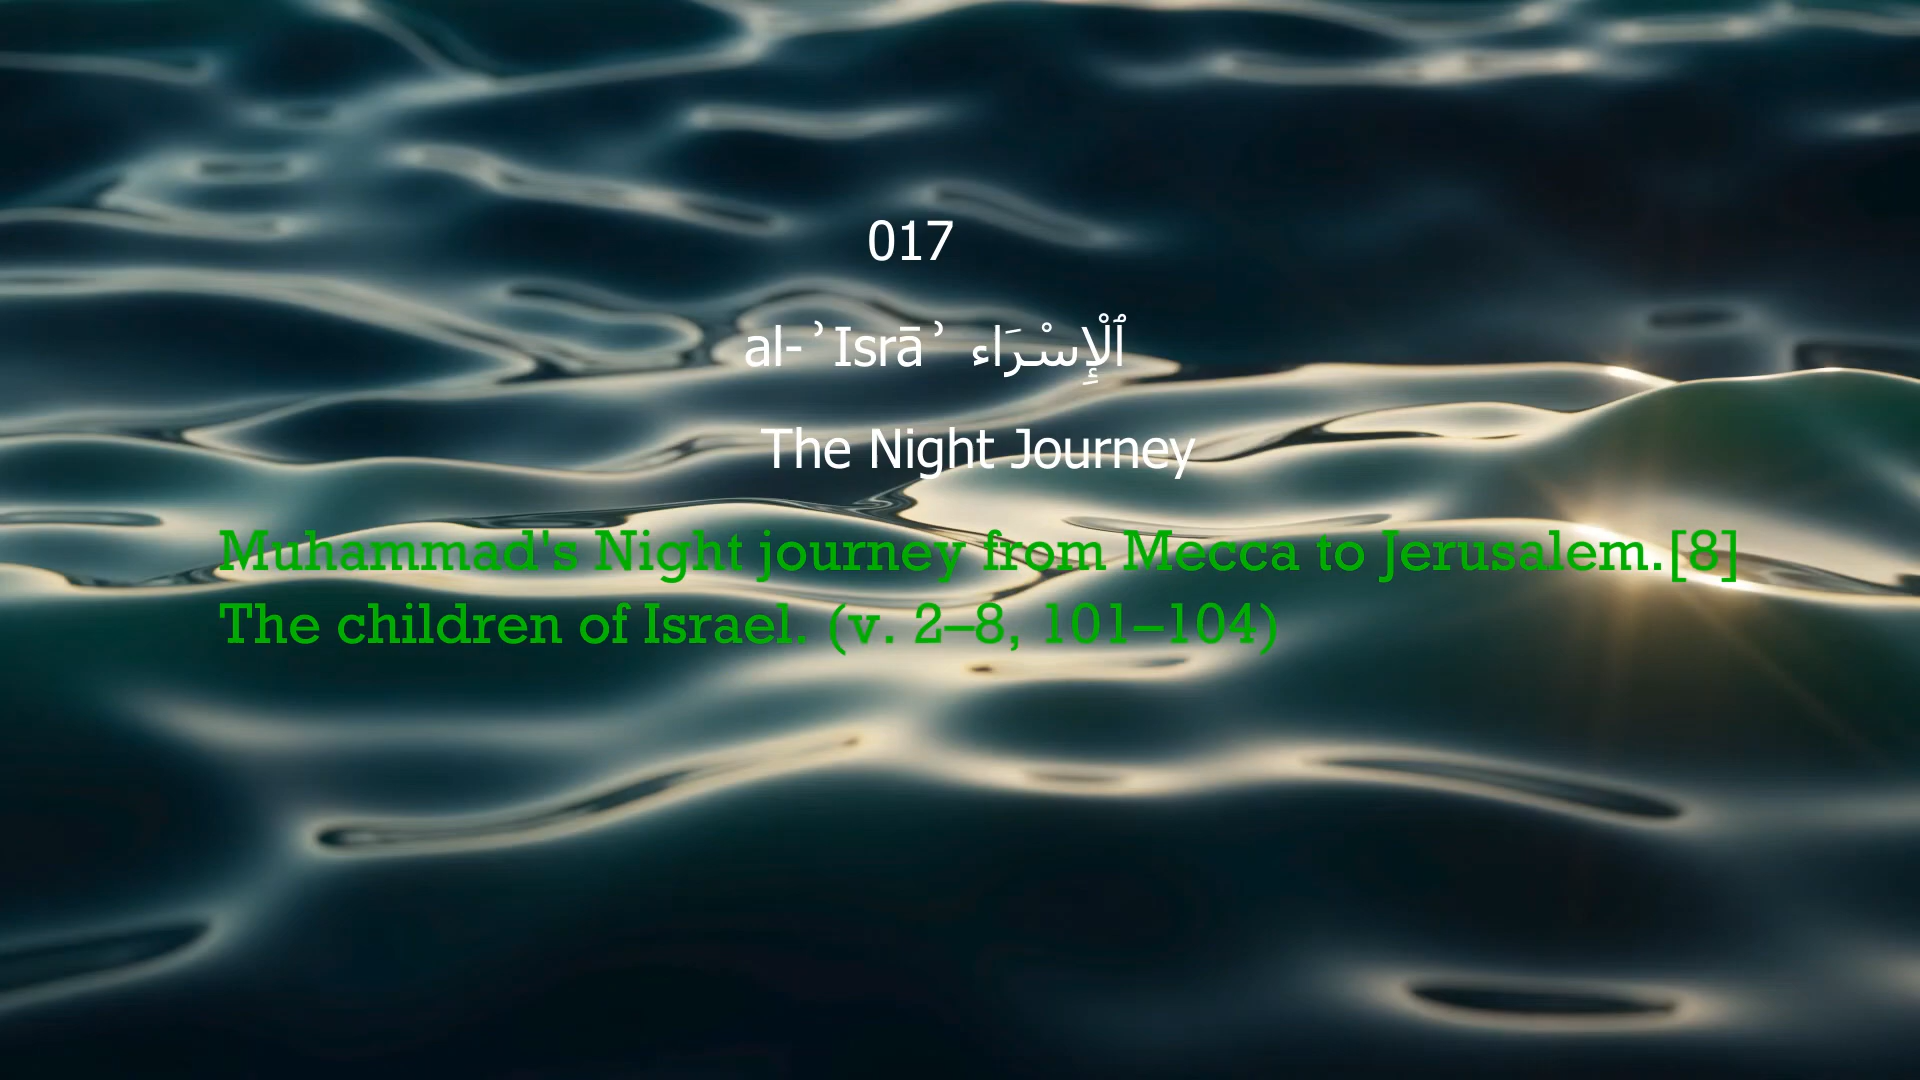 017
al-ʾIsrāʾ ٱلْإِسْـرَاء
The Night Journey
Muhammad's Night journey from Mecca to Jerusalem.[8]
The children of Israel. (v. 2–8, 101–104)